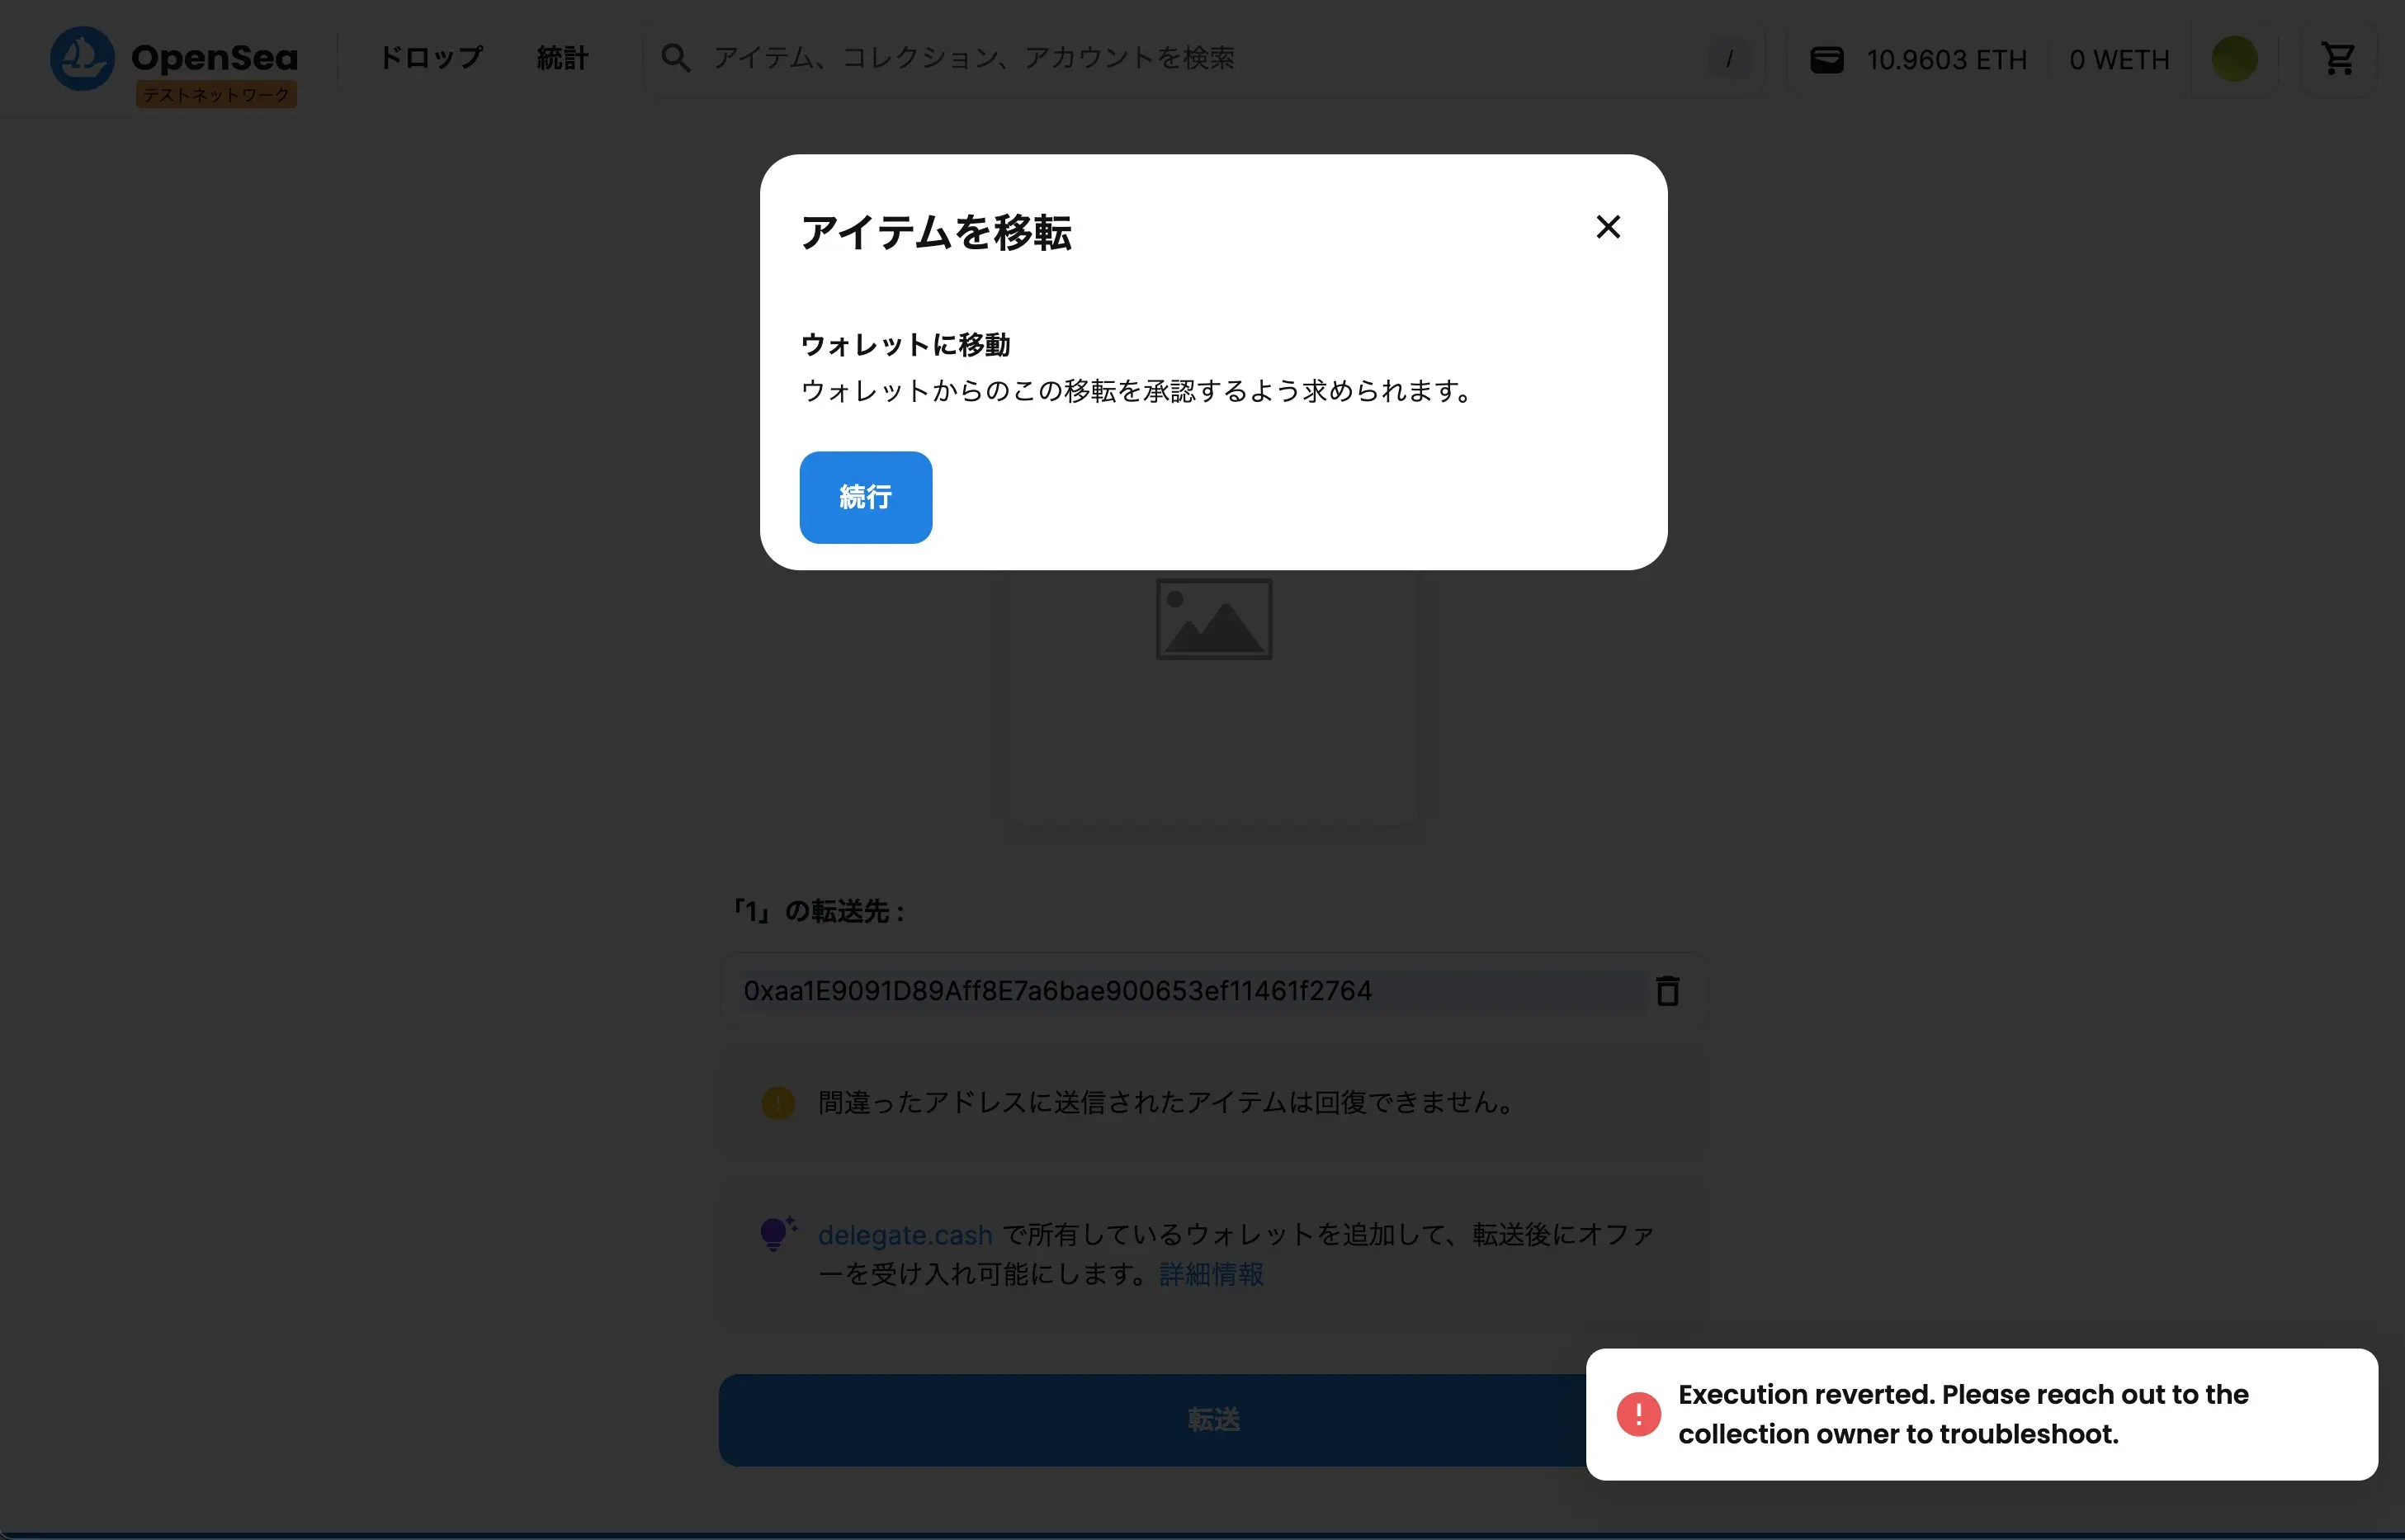 OpenSea
テストネットワーク
ドロップ
統計
アイテム、コレクション、アカウントを検索
/
10.9603 ETH
0 WETH
アイテムを移転
ウォレットに移動
ウォレットからのこの移転を承認するよう求められます。
続行
「1」の転送先 :
0xaa1E9091D89Aff8E7a6bae900653ef11461f2764
間違ったアドレスに送信されたアイテムは回復できません。
delegate.cash で所有しているウォレットを追加して、転送後にオファ
ーを受け入れ可能にします。詳細情報
転送
Execution reverted. Please reach out to the
collection owner to troubleshoot.